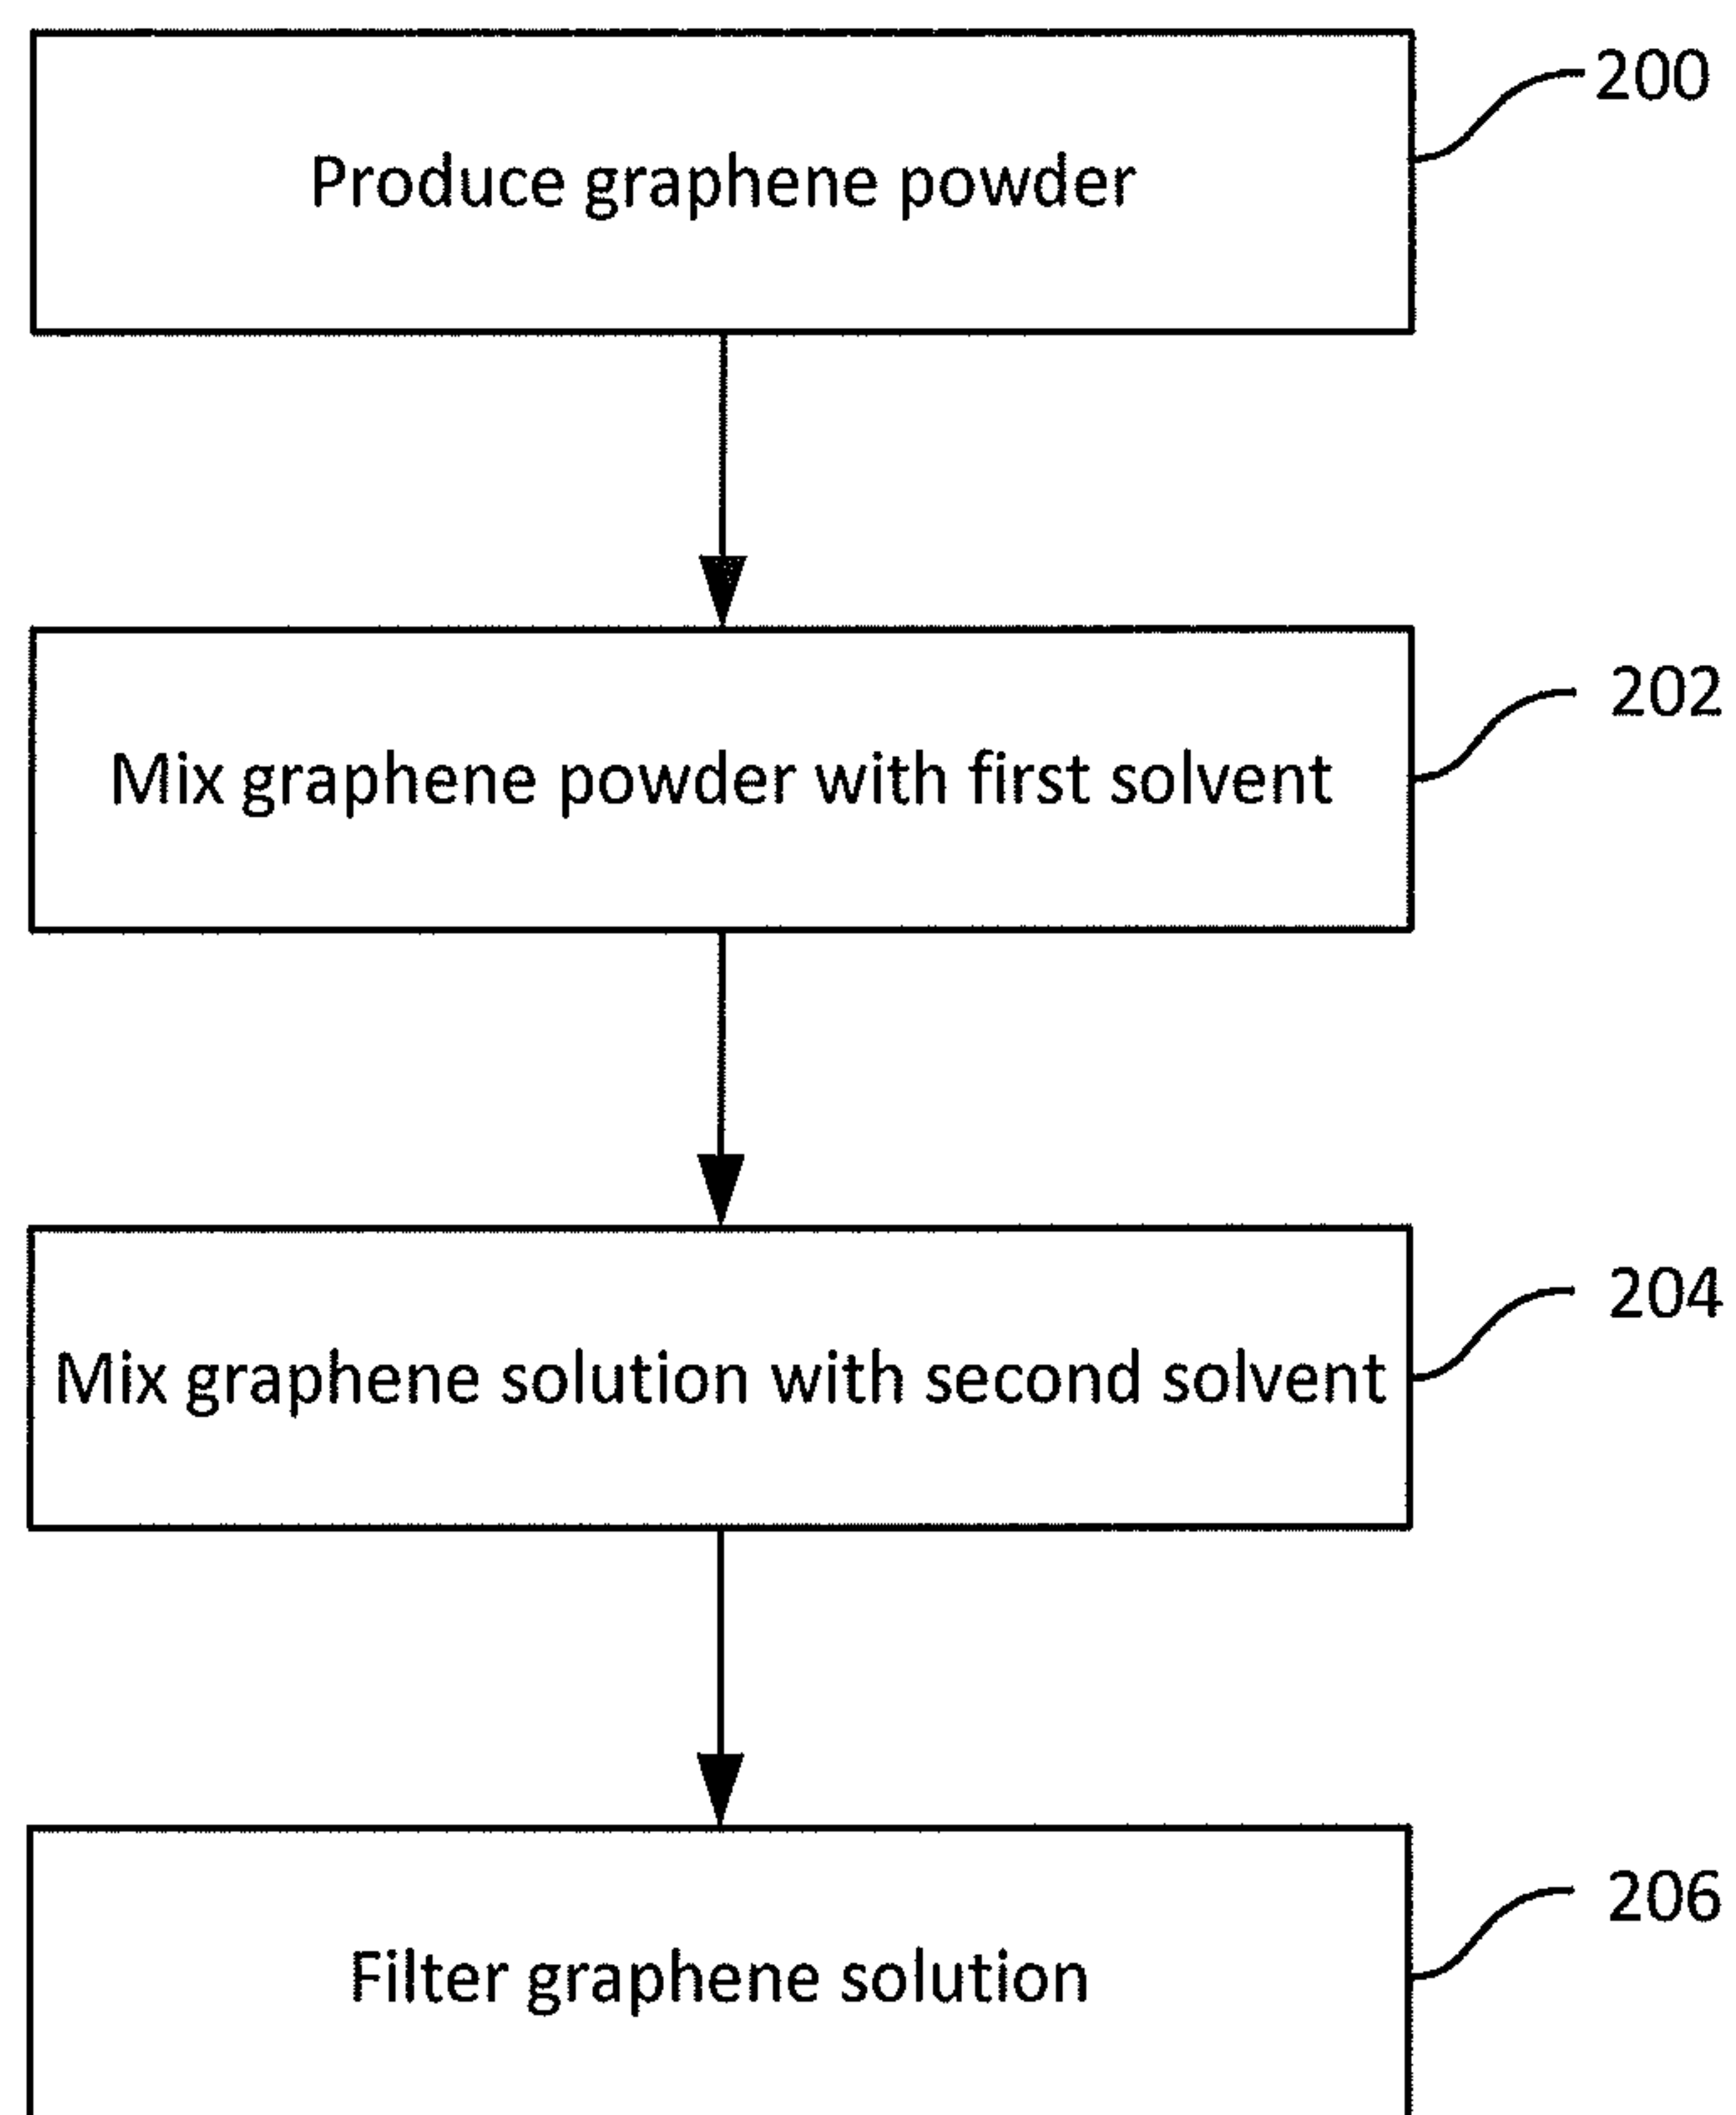 200
Produce graphene powder
202
Mix graphene powder with first solvent
204
Mix graphene solution with second solvent
206
Filter graphene solution